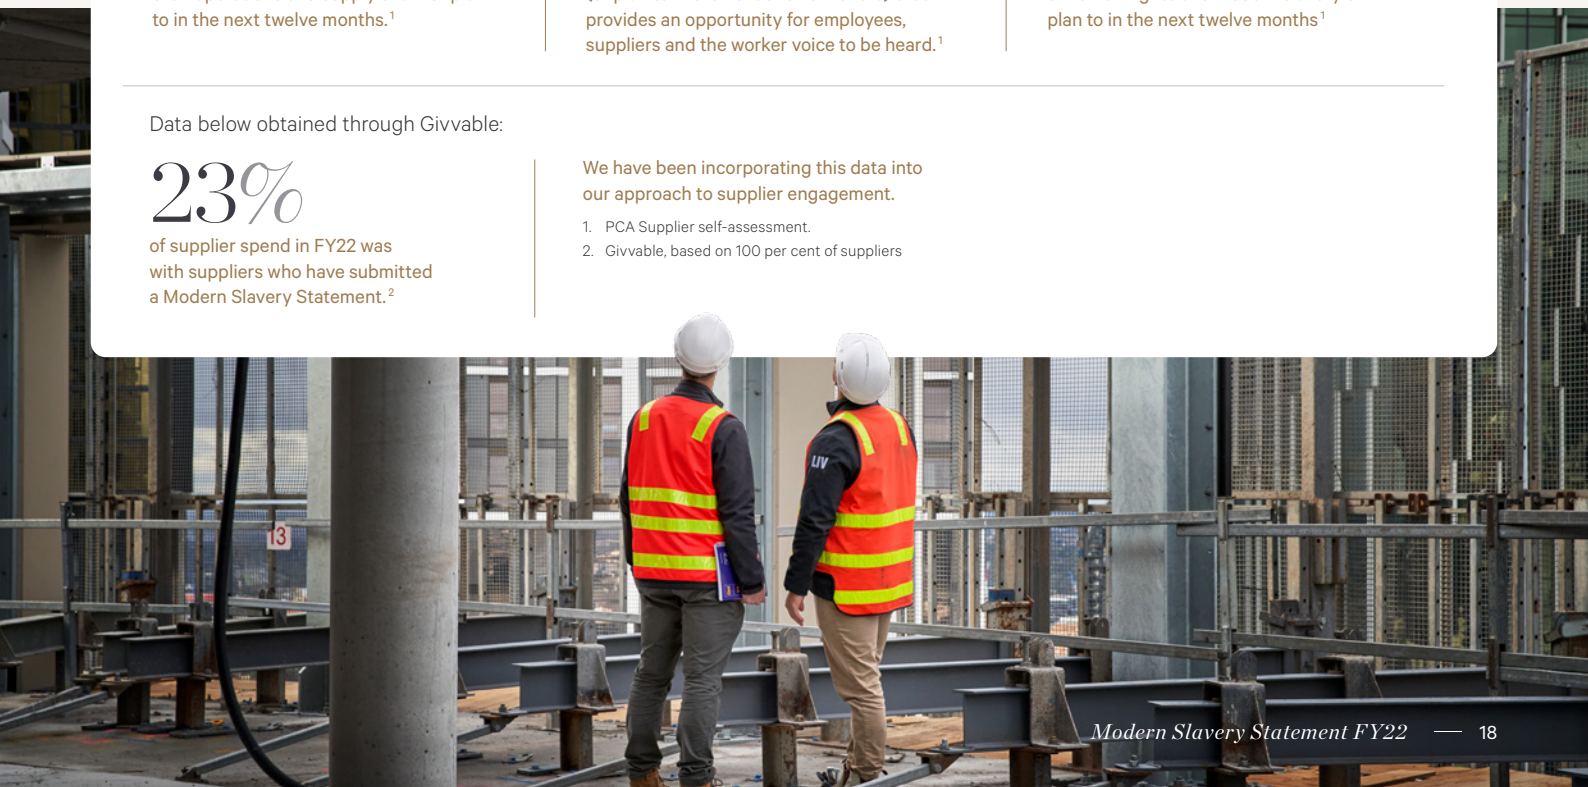 to in the next twelve months.1
provides an opportunity for employees,
suppliers and the worker voice to be heard.1
plan to in the next twelve months1
Data below obtained through Givvable:
23%
of supplier spend in FY22 was
with suppliers who have submitted
a Modern Slavery Statement.2
We have been incorporating this data into
our approach to supplier engagement.
1. PCA Supplier self-assessment.
2. Givvable, based on 100 per cent of suppliers
LIV
13
Modern Slavery Statement FY22 — 18